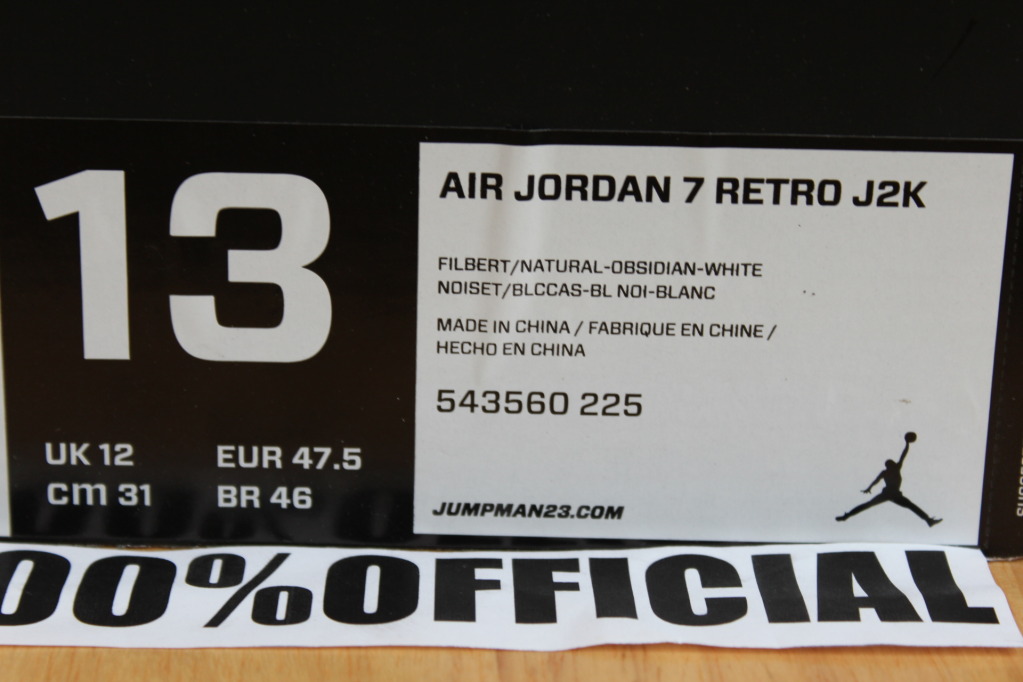 13
UK 12 EUR 47.5
cm 31 BR 46
AIR JORDAN 7 RETRO J2K
FILBERT/NATURAL-OBSIDIAN-WHITE
NOISET/BLCCAS-BL NOI-BLANC
MADE IN CHINA / FABRIQUE EN CHINE /
HECHO EN CHINA
543560 225
JUMPMAN23.COM
00%OFFICIAL